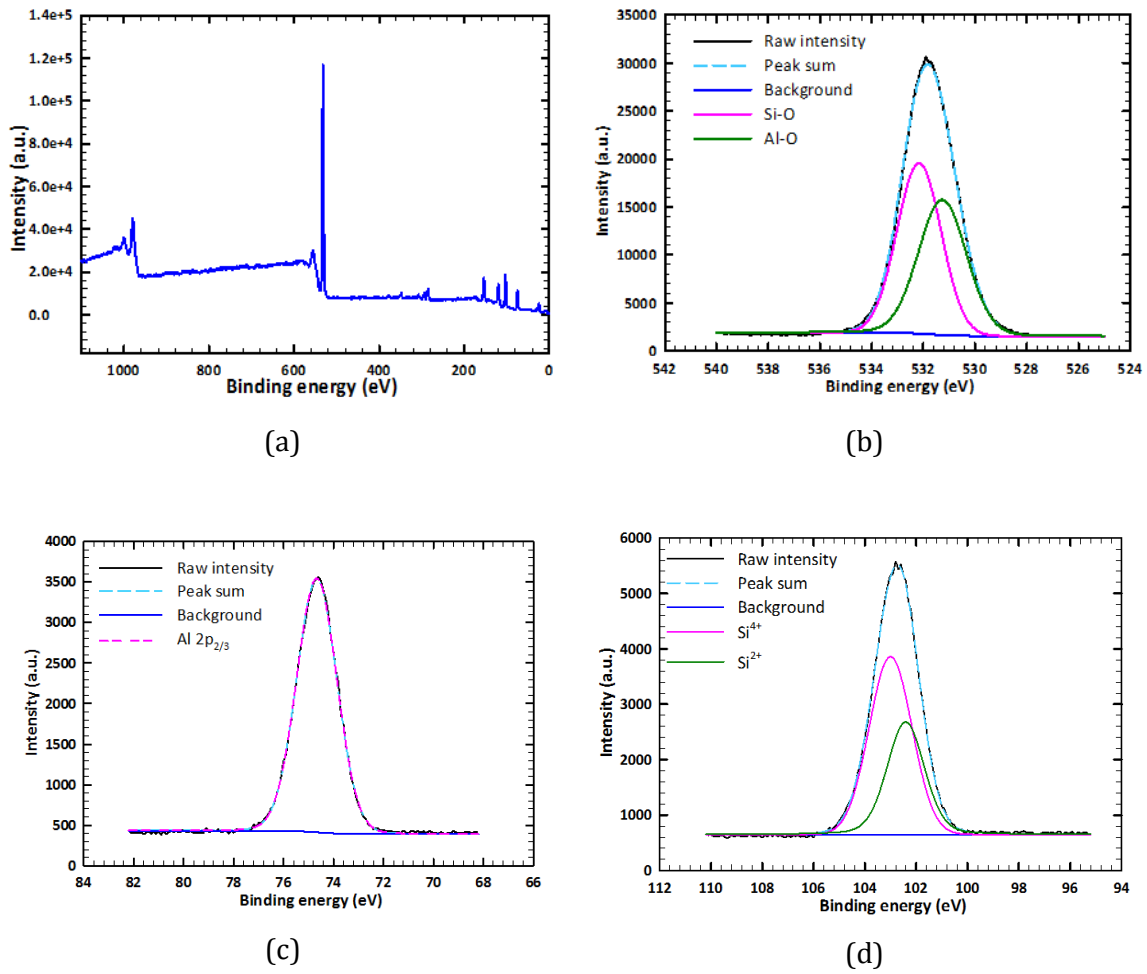 1.4e+5
1.2e+5
1.0e+5
8.0e+4
6.0e+4
4.0e+4
2.0e+4
0.0
Intensity (a.u.)
1000 800 600 400 200 0
Binding energy (eV)
(a)
35000
30000
25000
20000
15000
10000
5000
0
Intensity (a.u.)
Raw intensity
Peak sum
Background
Si-O
Al-O
542 540 538 536 534 532 530 528 526 524
Binding energy (eV)
(b)
4000
3500
3000
2500
2000
1500
1000
500
0
Intensity (a.u.)
Raw intensity
Peak sum
Background
Al 2p2/3
84 82 80 78 76 74 72 70 68 66
Binding energy (eV)
(c)
6000
5000
4000
3000
2000
1000
0
Intensity (a.u.)
Raw intensity
Peak sum
Background
Si4+
Si2+
112 110 108 106 104 102 100 98 96 94
Binding energy (eV)
(d)